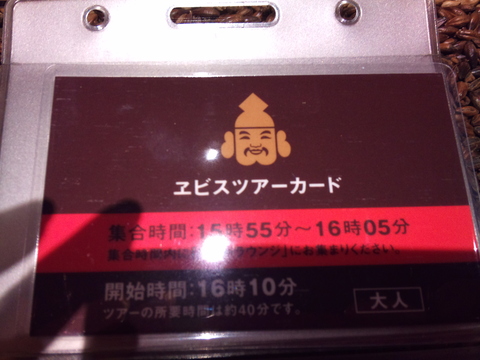 ヱビスツアーカード
集合時間:15時55分〜16時05分
集合時間内に ラウンジ」にお集まりください。
開始時間:16時10分
ツアーの所要時間は約40分です。
大人